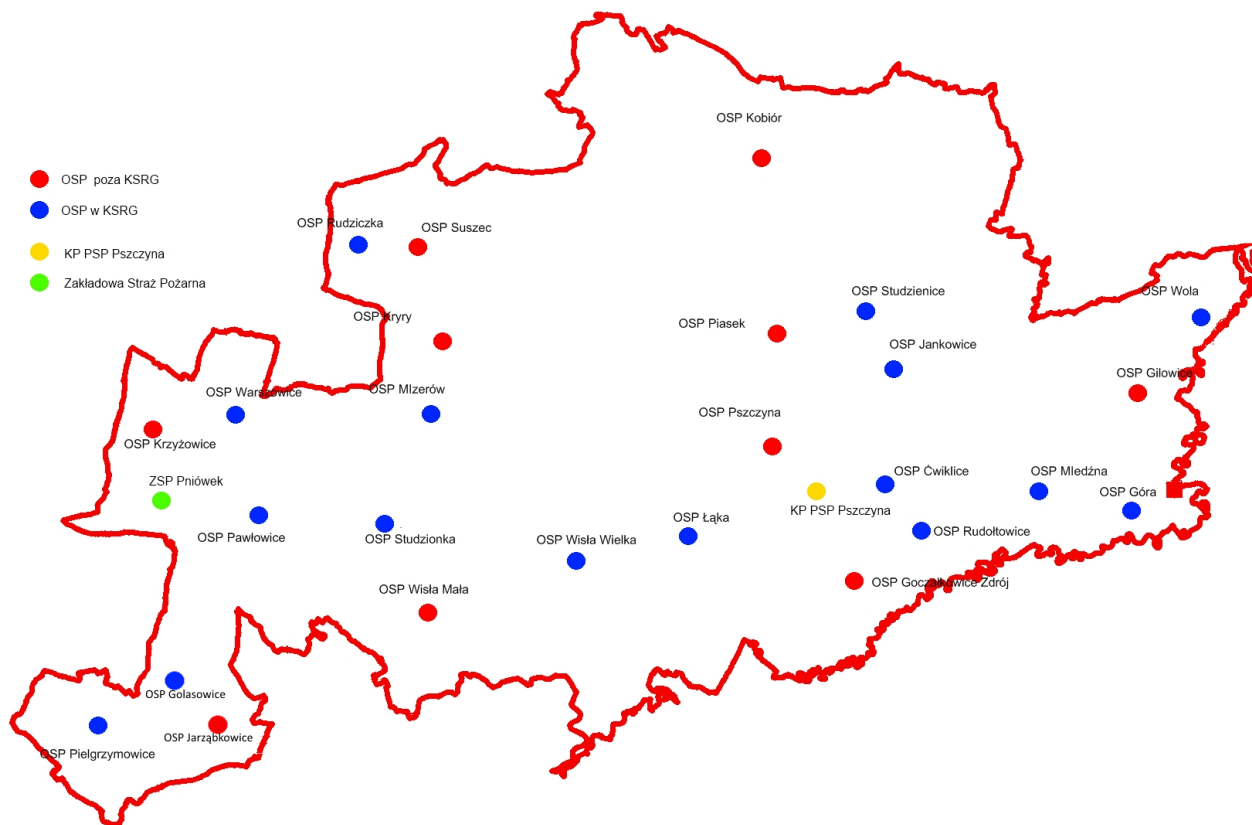 OSP Kobiór
OSP poza KSRG
OSP w KSRG
KP PSP Pszczyna
Zakładowa Straż Pożarna
OSP Rudziczka
OSP Suszec
OSP Studzienice
OSP Wola
OSP Kryry
OSP Piasek
OSP Jankowice
OSP Gilowice
OSP Warszowice
OSP MIzerów
OSP Pszczyna
OSP Krzyżowice
ZSP Pniówek
OSP Ćwiklice
OSP MIedźna
OSP Góra
KP PSP Pszczyna
OSP Pawłowice
OSP Studzionka
OSP Wisła Wielka
OSP Łąka
OSP Rudołtowice
OSP Wisła Mała
OSP Goczałkowice Zdrój
OSP Golasowice
OSP Pielgrzymowice
OSP Jarząbkowice